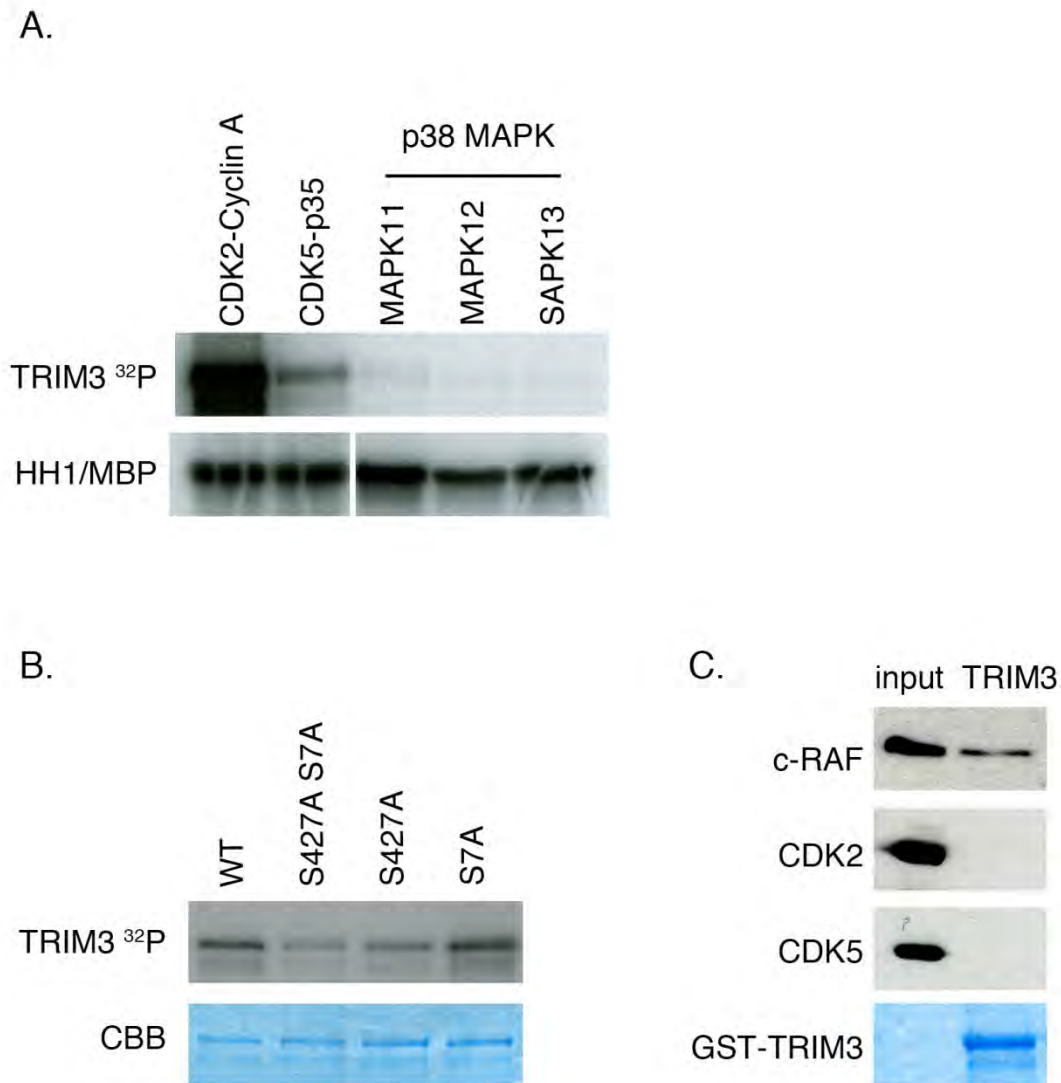 A.
CDK2-Cyclin A
CDK5-p35
p38 MAPK
MAPK11
MAPK12
SAPK13
TRIM3 ³²P
HH1/MBP
B.
WT
S427A S7A
S427A
S7A
TRIM3 ³²P
CBB
C.
input TRIM3
c-RAF
CDK2
CDK5
GST-TRIM3